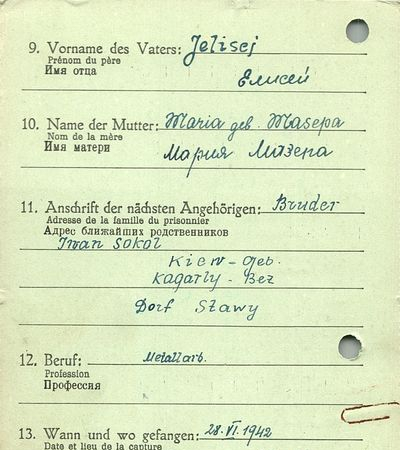 9. Vorname des Vaters: Jelisej
Prénom du père
Имя отца
Елисей
10. Name der Mutter: Maria geb. Masepa
Nom de la mère
Имя матери
Мария Мазепа
11. Anschrift der nächsten Angehörigen: Bruder
Adresse de la famille du prisonnier
Адрес ближайших родственников
Iwan Sokol
Kiew - Geb.
Kagarly - Bez
Dorf Stawy
12. Beruf: Metallarb.
Profession
Профессия
13. Wann und wo gefangen: 28.VI.1942
Date et lieu de la capture